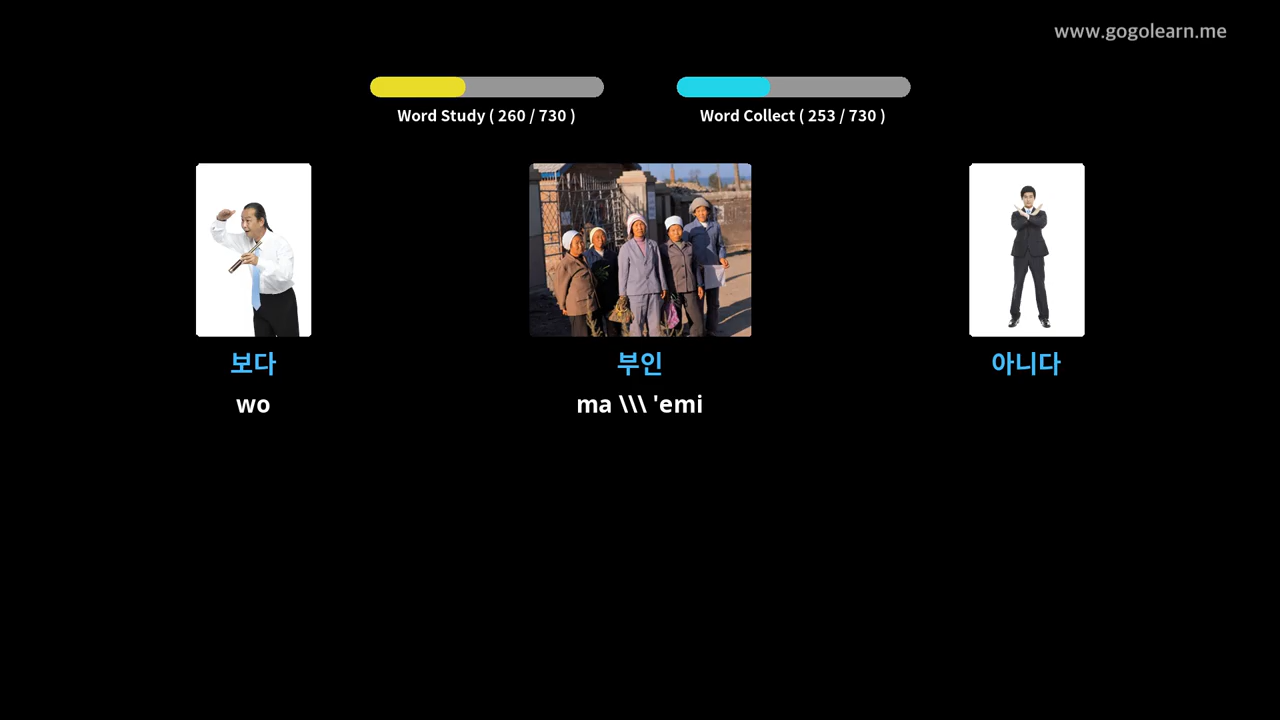 www.gogolearn.me
Word Study ( 260 / 730 )
Word Collect ( 253 / 730 )
보다
부인
아니다
wo
ma \\\ 'emi